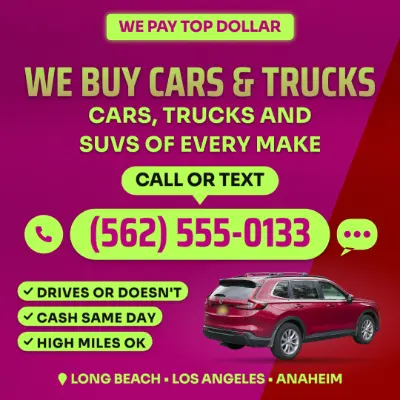 WE PAY TOP DOLLAR
WE BUY CARS & TRUCKS
CARS, TRUCKS AND
SUVS OF EVERY MAKE
CALL OR TEXT
(562) 555-0133
DRIVES OR DOESN'T
CASH SAME DAY
HIGH MILES OK
LONG BEACH • LOS ANGELES • ANAHEIM